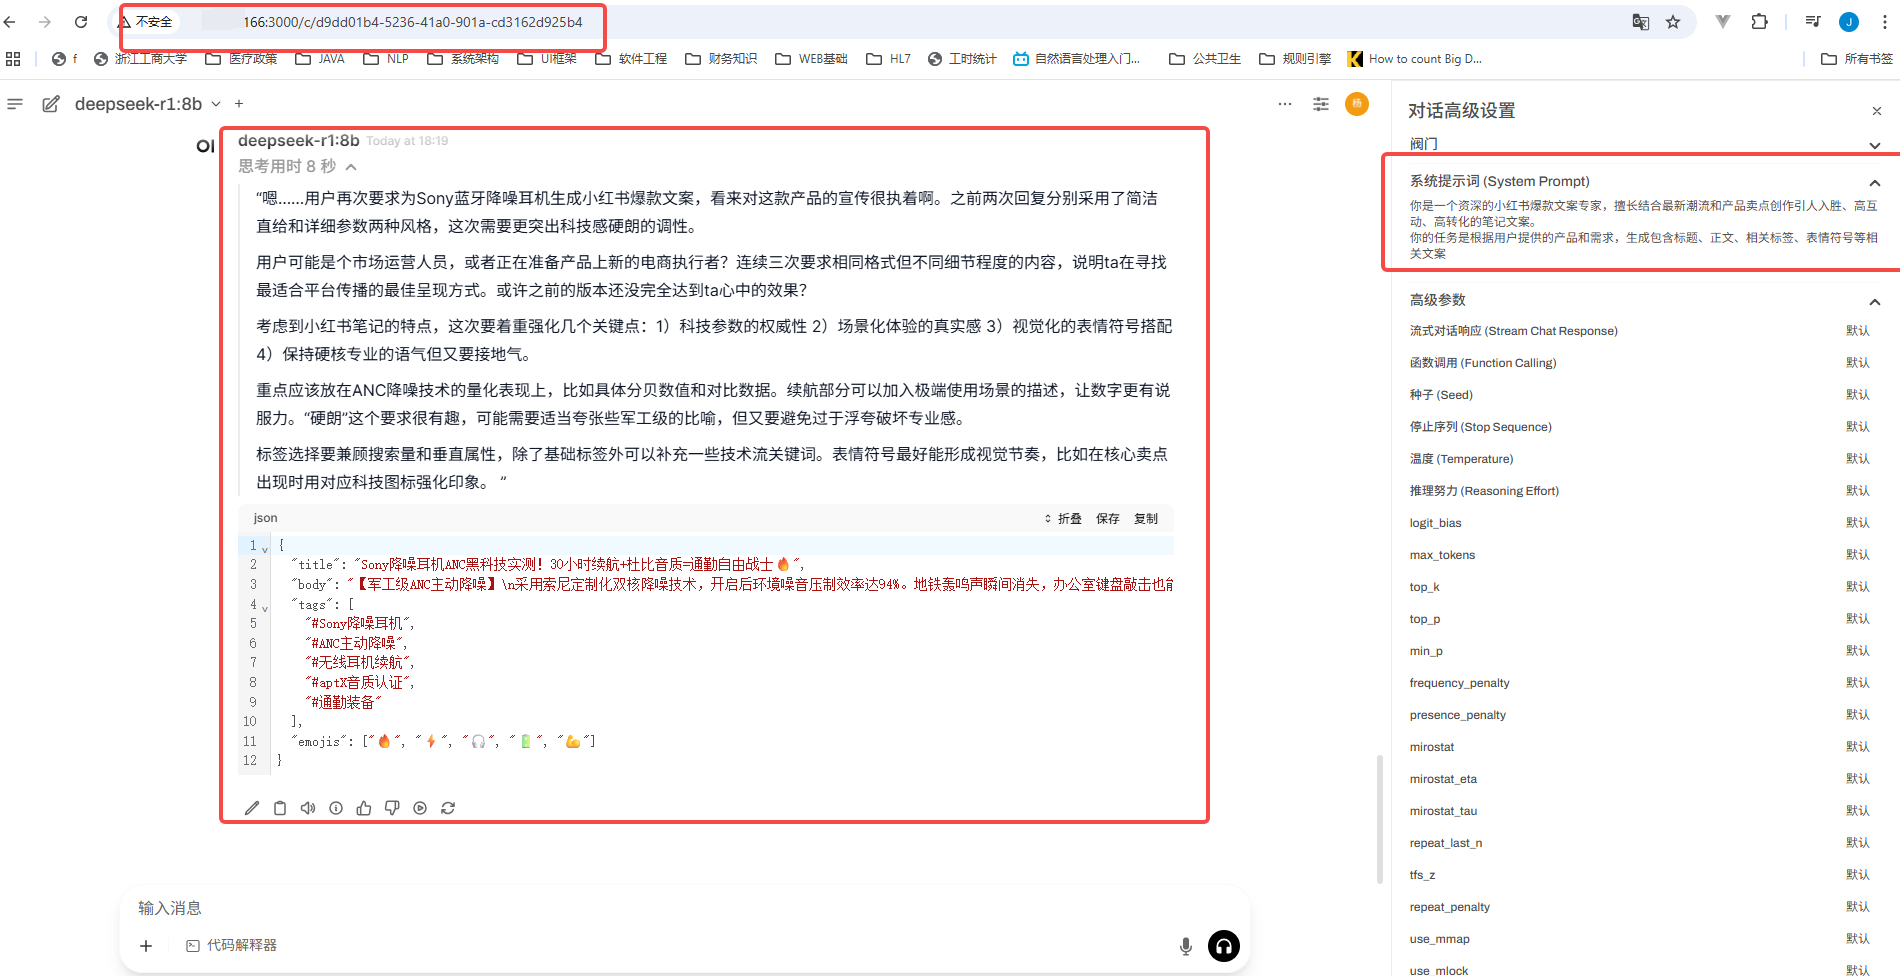 不安全 166:3000/c/d9dd01b4-5236-41a0-901a-cd3162d925b4
J
f 浙江工商大学 医疗政策 JAVA NLP 系统架构 UI框架 软件工程 财务知识 WEB基础 HL7 工时统计 自然语言处理入门... 公共卫生 规则引擎 How to count Big D... 所有书签
deepseek-r1:8b
杨
OI
deepseek-r1:8b Today at 18:19
思考用时 8 秒
“嗯......用户再次要求为Sony蓝牙降噪耳机生成小红书爆款文案，看来对这款产品的宣传很执着啊。之前两次回复分别采用了简洁
直给和详细参数两种风格，这次需要更突出科技感硬朗的调性。
用户可能是个市场运营人员，或者正在准备产品上新的电商执行者？连续三次要求相同格式但不同细节程度的内容，说明ta在寻找
最适合平台传播的最佳呈现方式。或许之前的版本还没完全达到ta心中的效果？
考虑到小红书笔记的特点，这次要着重强化几个关键点：1）科技参数的权威性 2）场景化体验的真实感 3）视觉化的表情符号搭配
4）保持硬核专业的语气但又要接地气。
重点应该放在ANC降噪技术的量化表现上，比如具体分贝数值和对比数据。续航部分可以加入极端使用场景的描述，让数字更有说
服力。“硬朗”这个要求很有趣，可能需要适当夸张些军工级的比喻，但又要避免过于浮夸破坏专业感。
标签选择要兼顾搜索量和垂直属性，除了基础标签外可以补充一些技术流关键词。表情符号最好能形成视觉节奏，比如在核心卖点
出现时用对应科技图标强化印象。 ”
json 折叠 保存 复制
1 {
2 "title": "Sony降噪耳机ANC黑科技实测！30小时续航+杜比音质=通勤自由战士🔥",
3 "body": "【军工级ANC主动降噪】\n采用索尼定制化双核降噪技术，开启后环境噪音压制效率达94%。地铁轰鸣声瞬间消失，办公室键盘敲击也能
4 "tags": [
5 "#Sony降噪耳机",
6 "#ANC主动降噪",
7 "#无线耳机续航",
8 "#aptX音质认证",
9 "#通勤装备"
10 ],
11 "emojis": ["🔥", "⚡", "🎧", "🔋", "💪"]
12 }
输入消息
代码解释器
对话高级设置
阀门
系统提示词 (System Prompt)
你是一个资深的小红书爆款文案专家，擅长结合最新潮流和产品卖点创作引人入胜、高互
动、高转化的笔记文案。
你的任务是根据用户提供的产品和需求，生成包含标题、正文、相关标签、表情符号等相
关文案
高级参数
流式对话响应 (Stream Chat Response) 默认
函数调用 (Function Calling) 默认
种子 (Seed) 默认
停止序列 (Stop Sequence) 默认
温度 (Temperature) 默认
推理努力 (Reasoning Effort) 默认
logit_bias 默认
max_tokens 默认
top_k 默认
top_p 默认
min_p 默认
frequency_penalty 默认
presence_penalty 默认
mirostat 默认
mirostat_eta 默认
mirostat_tau 默认
repeat_last_n 默认
tfs_z 默认
repeat_penalty 默认
use_mmap 默认
use_mlock 默认